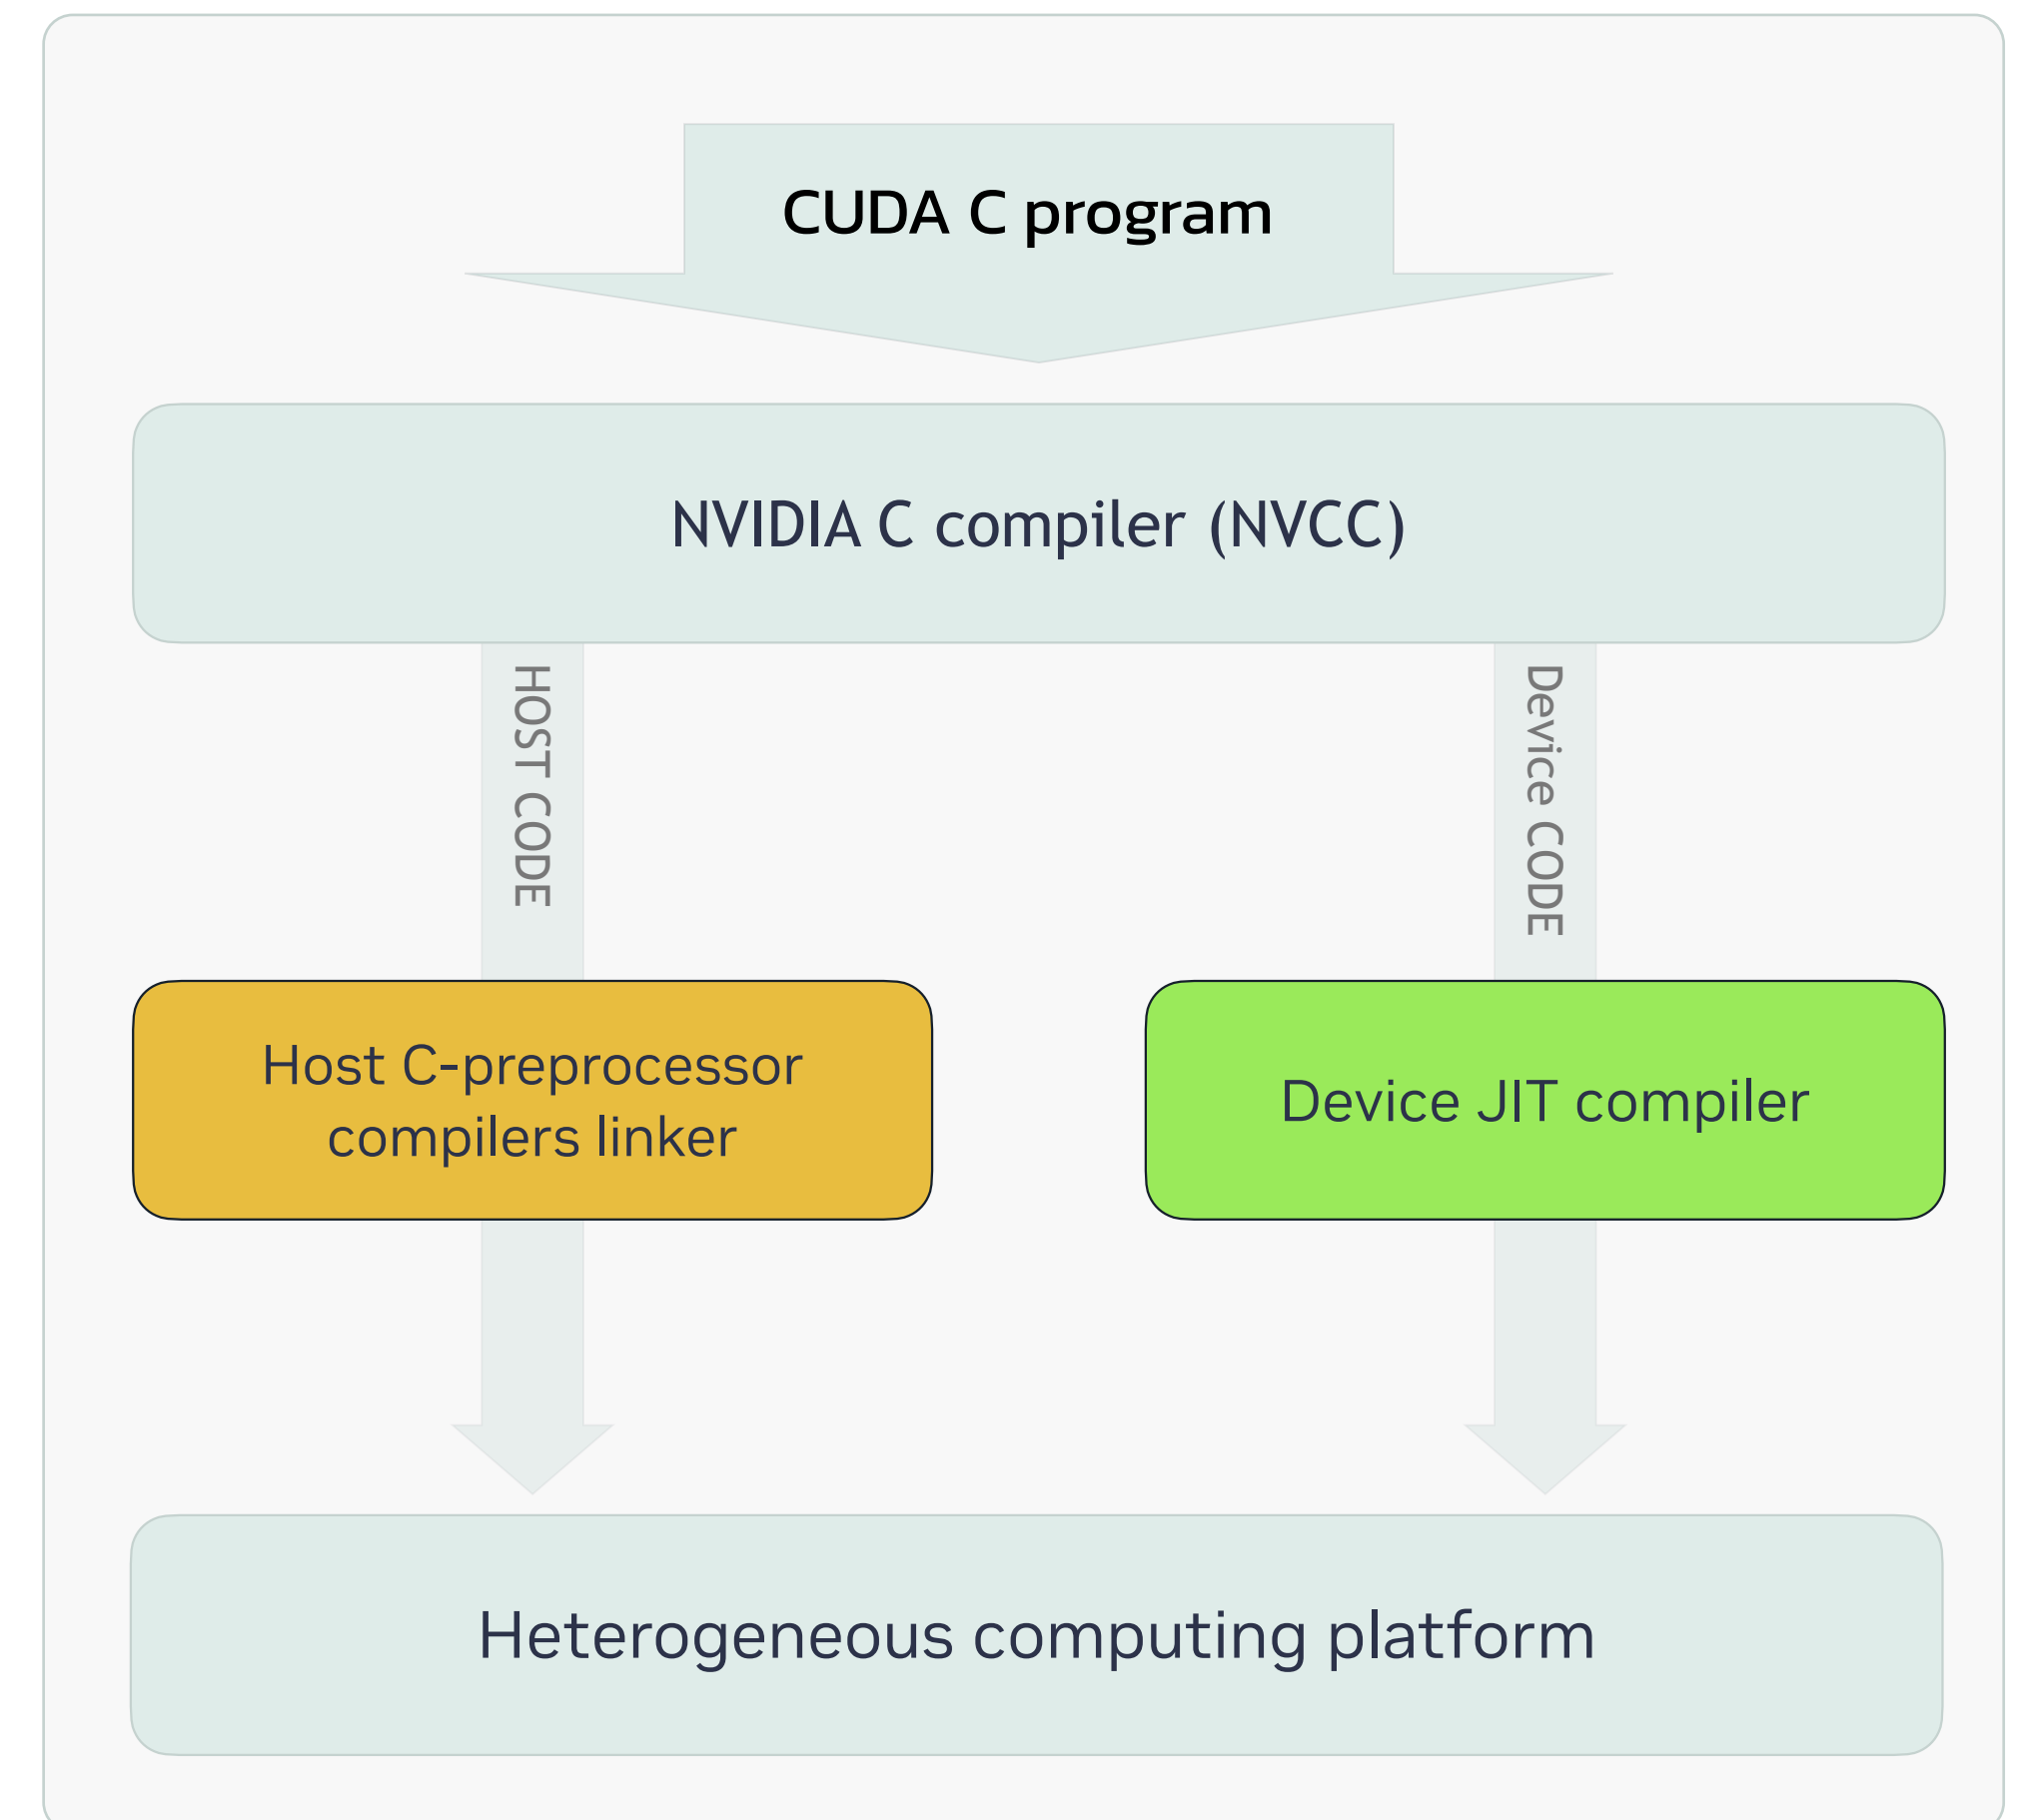 CUDA C program
NVIDIA C compiler (NVCC)
HOST CODE
Device CODE
Host C-preprocessor
compilers linker
Device JIT compiler
Heterogeneous computing platform